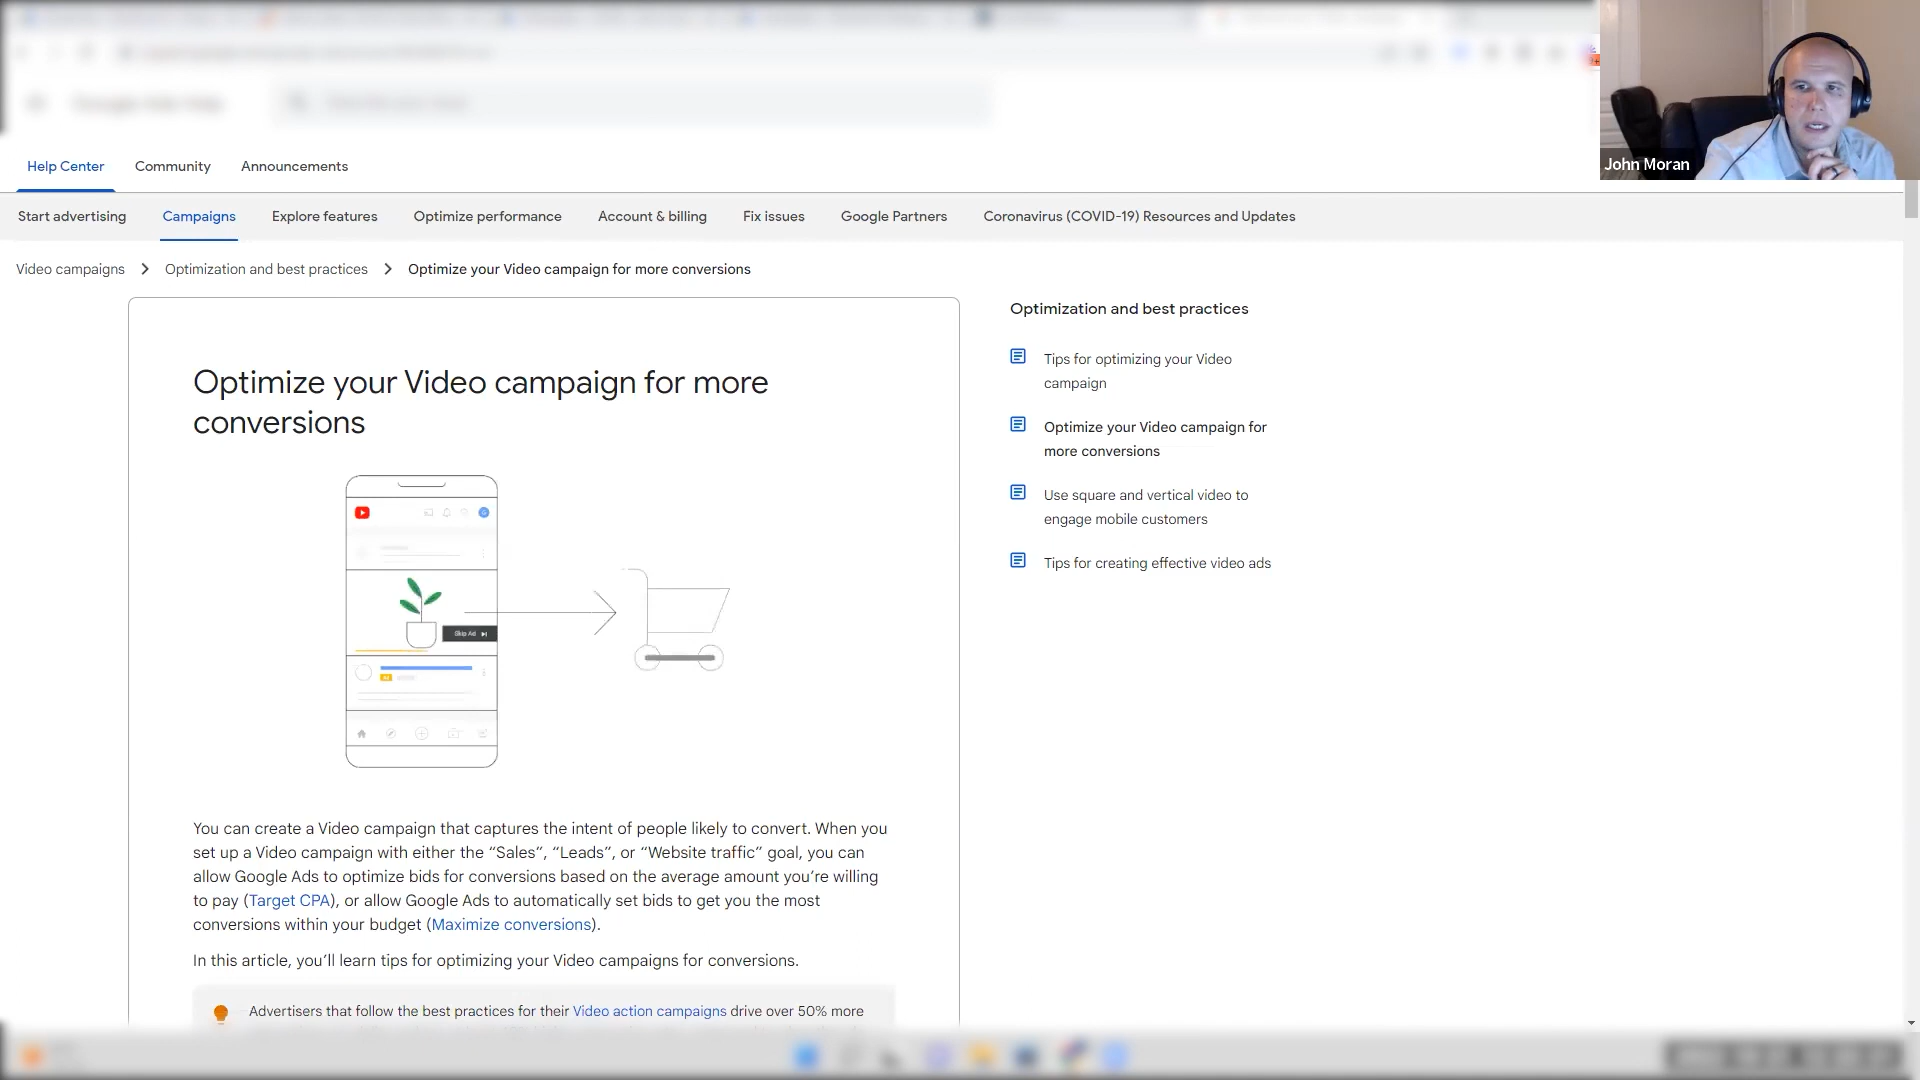 John Moran
Help Center
Community
Announcements
Start advertising
Campaigns
Explore features
Optimize performance
Account & billing
Fix issues
Google Partners
Coronavirus (COVID-19) Resources and Updates
Video campaigns
Optimization and best practices
Optimize your Video campaign for more conversions
Optimize your Video campaign for more
conversions
Skip Ad
You can create a Video campaign that captures the intent of people likely to convert. When you
set up a Video campaign with either the “Sales”, “Leads”, or “Website traffic” goal, you can
allow Google Ads to optimize bids for conversions based on the average amount you’re willing
to pay (Target CPA), or allow Google Ads to automatically set bids to get you the most
conversions within your budget (Maximize conversions).
In this article, you’ll learn tips for optimizing your Video campaigns for conversions.
Advertisers that follow the best practices for their Video action campaigns drive over 50% more
Optimization and best practices
Tips for optimizing your Video
campaign
Optimize your Video campaign for
more conversions
Use square and vertical video to
engage mobile customers
Tips for creating effective video ads